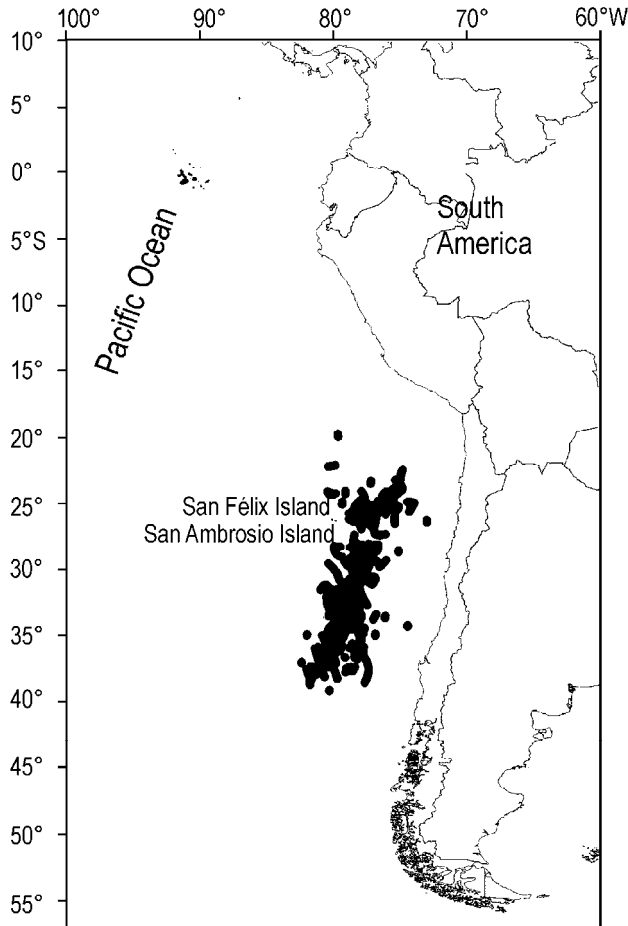 100°
90°
80°
70°
60°W
10°
5°
0°
5°S
10°
15°
20°
25°
30°
35°
40°
45°
50°
55°
South
America
Pacific Ocean
San Félix Island
San Ambrosio Island